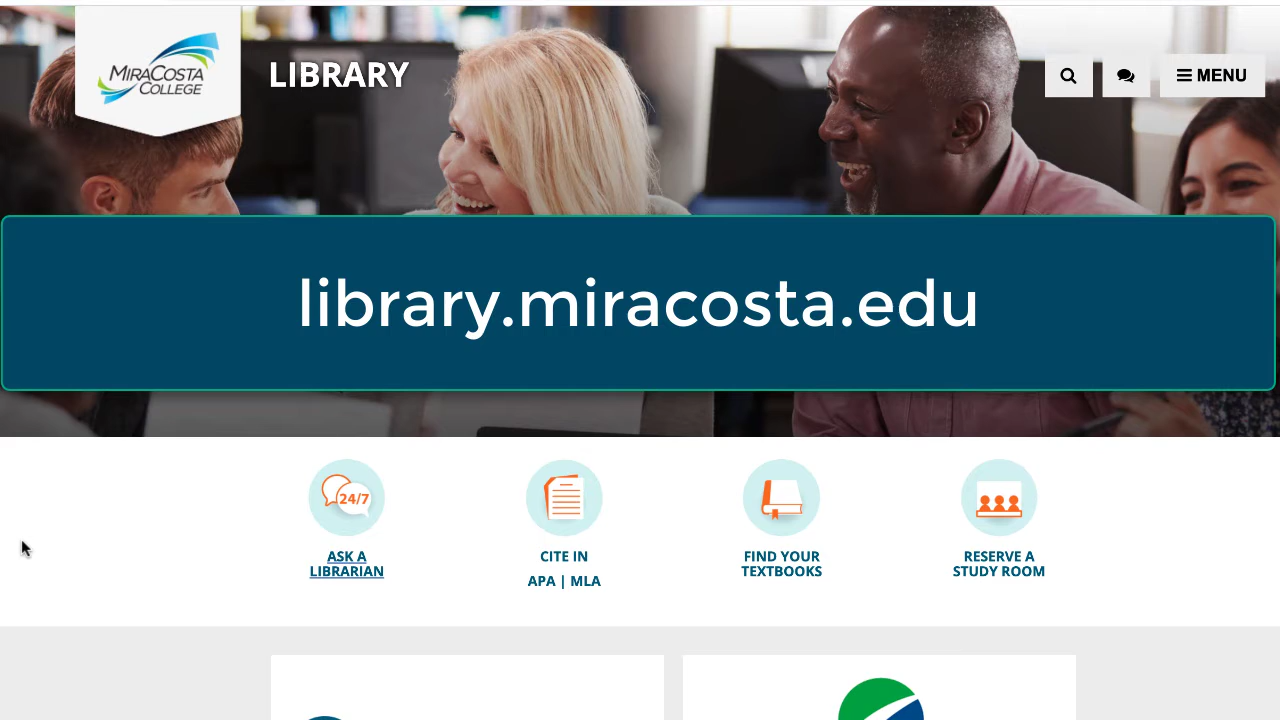 MIRACOSTA
COLLEGE
LIBRARY
MENU
library.miracosta.edu
24/7
ASK A
LIBRARIAN
CITE IN
APA | MLA
FIND YOUR
TEXTBOOKS
RESERVE A
STUDY ROOM